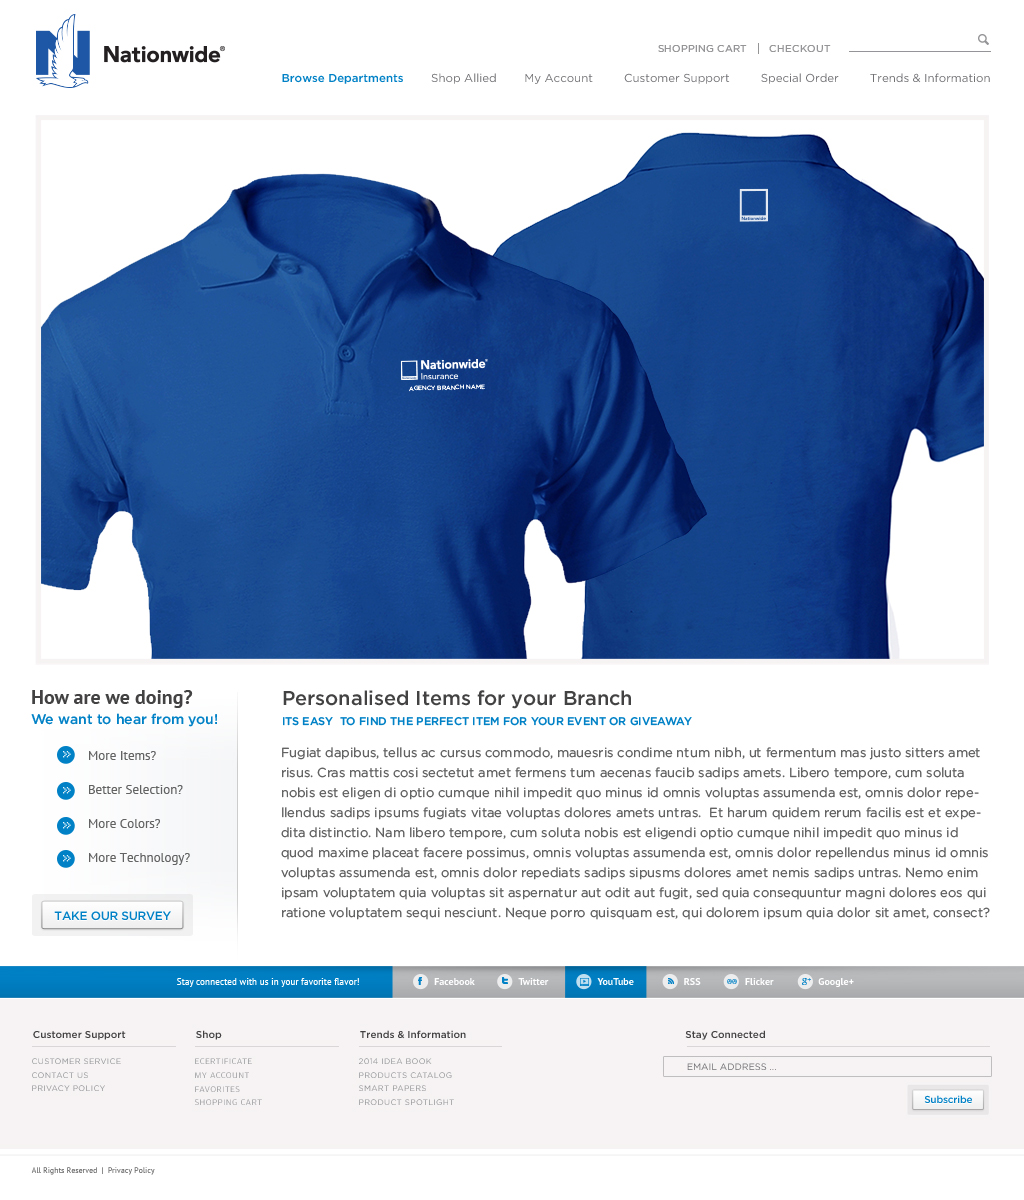 Nationwide®
SHOPPING CART | CHECKOUT
Browse Departments Shop Allied My Account Customer Support Special Order Trends & Information
Nationwide
Nationwide®
Insurance
AGENCY BRANCH NAME
How are we doing?
We want to hear from you!
More Items?
Better Selection?
More Colors?
More Technology?
TAKE OUR SURVEY
Personalised Items for your Branch
ITS EASY TO FIND THE PERFECT ITEM FOR YOUR EVENT OR GIVEAWAY
Fugiat dapibus, tellus ac cursus commodo, mauesris condime ntum nibh, ut fermentum mas justo sitters amet
risus. Cras mattis cosi sectetut amet fermens tum aecenas faucib sadips amets. Libero tempore, cum soluta
nobis est eligen di optio cumque nihil impedit quo minus id omnis voluptas assumenda est, omnis dolor repe-
llendus sadips ipsums fugiats vitae voluptas dolores amets untras. Et harum quidem rerum facilis est et expe-
dita distinctio. Nam libero tempore, cum soluta nobis est eligendi optio cumque nihil impedit quo minus id
quod maxime placeat facere possimus, omnis voluptas assumenda est, omnis dolor repellendus minus id omnis
voluptas assumenda est, omnis dolor repediats sadips sipusms dolores amet nemis sadips untras. Nemo enim
ipsam voluptatem quia voluptas sit aspernatur aut odit aut fugit, sed quia consequuntur magni dolores eos qui
ratione voluptatem sequi nesciunt. Neque porro quisquam est, qui dolorem ipsum quia dolor sit amet, consect?
Stay connected with us in your favorite flavor! Facebook Twitter YouTube RSS Flicker Google+
Customer Support
CUSTOMER SERVICE
CONTACT US
PRIVACY POLICY
Shop
ECERTIFICATE
MY ACCOUNT
FAVORITES
SHOPPING CART
Trends & Information
2014 IDEA BOOK
PRODUCTS CATALOG
SMART PAPERS
PRODUCT SPOTLIGHT
Stay Connected
EMAIL ADDRESS ...
Subscribe
All Rights Reserved | Privacy Policy